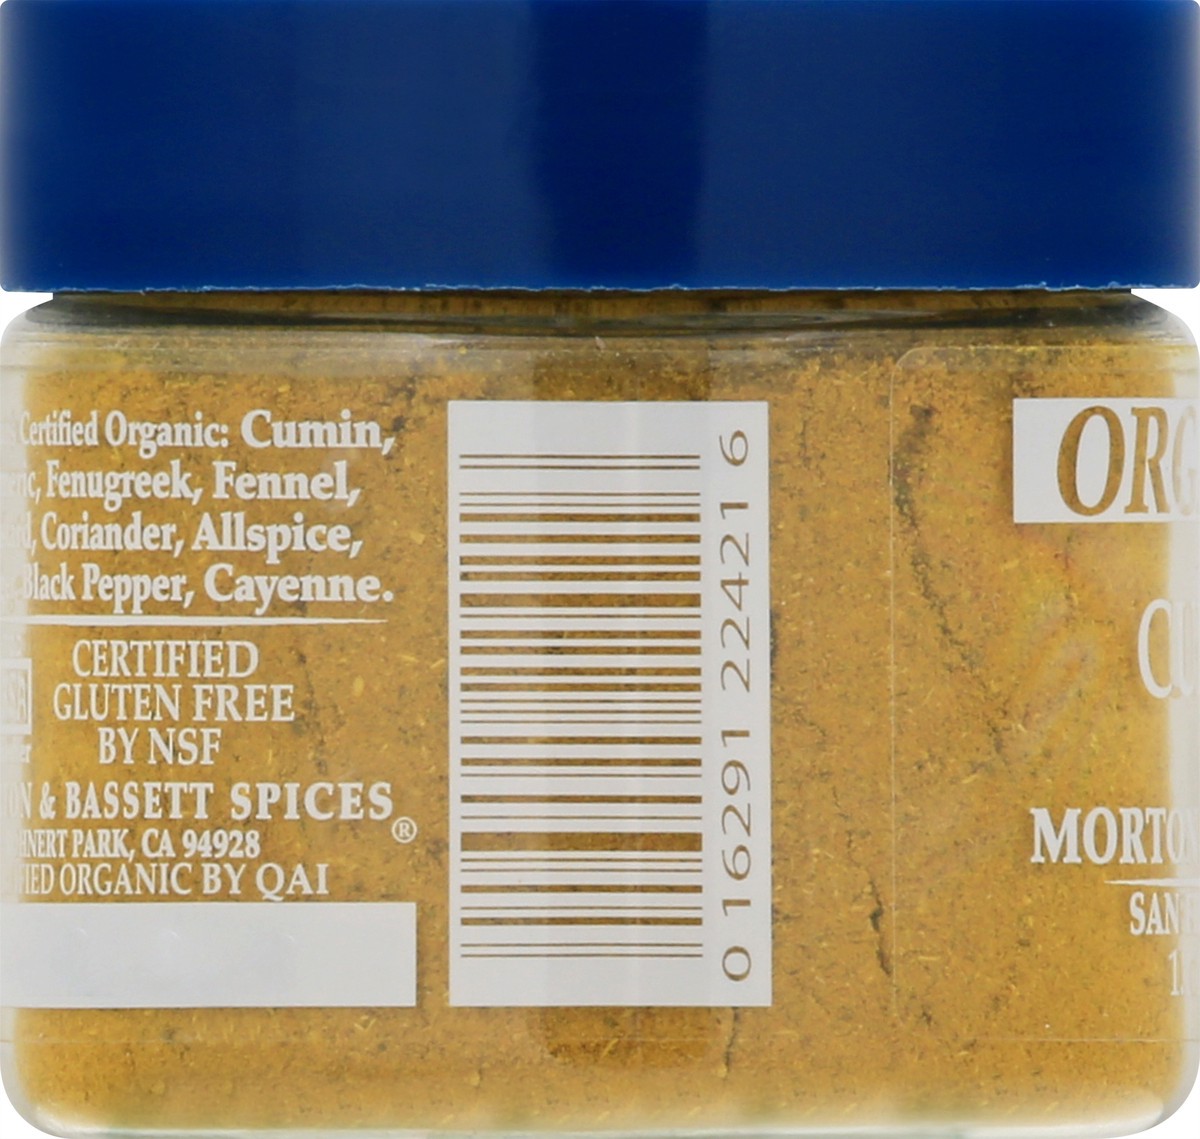 Certified Organic: Cumin,
Fenugreek, Fennel,
Coriander, Allspice,
Black Pepper, Cayenne.
CERTIFIED
GLUTEN FREE
BY NSF
& BASSETT SPICES®
PARK, CA 94928
ORGANIC BY QAI
0 16291 22421 6